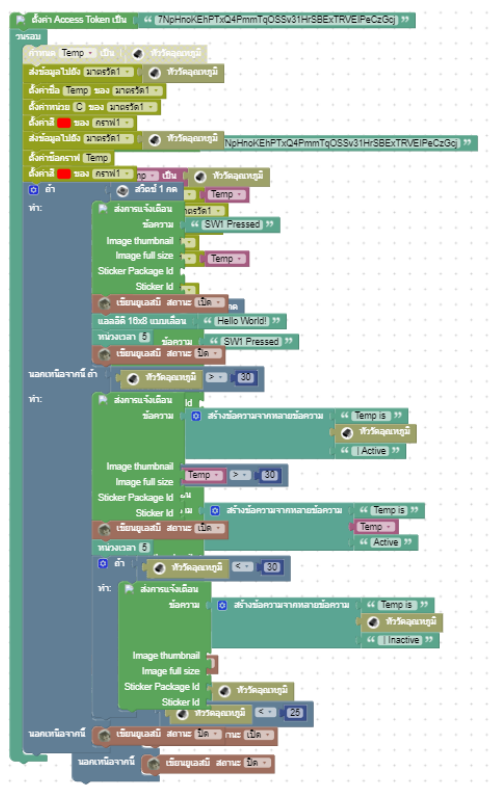 ตั้งค่า Access Token เป็น “ 7NpHnoKEhPTxQ4PmmTqOSSv31HrSBExTRVEIPeCzGcj ”
วนรอบ
กำหนด Temp เป็น หัววัดอุณหภูมิ
ส่งข้อมูลไปยัง มาตรวัด1 หัววัดอุณหภูมิ
ตั้งค่าชื่อ Temp ของ มาตรวัด1
ตั้งค่าหน่วย C ของ มาตรวัด1
ตั้งค่าสี ของ กราฟ1
ส่งข้อมูลไปยัง มาตรวัด1 หัววัดอุณหภูมิ NpHnoKEhPTxQ4PmmTqOSSv31HrSBExTRVEIPeCzGcj ”
ตั้งค่าชื่อกราฟ Temp
ตั้งค่าสี ของ กราฟ1 เป็น หัววัดอุณหภูมิ
ถ้า สวิตช์ 1 กด Temp
ทำ: ส่งการแจ้งเตือน
ข้อความ “ SW1 Pressed ”
Image thumbnail
Image full size Temp
Sticker Package Id
Sticker Id
เขียนยูเอสบี สถานะ เปิด
แอลอีดี 16x8 แบบเลื่อน “ Hello World! ”
หน่วงเวลา 5 ข้อความ “ SW1 Pressed ”
เขียนยูเอสบี สถานะ ปิด
นอกเหนือจากนี้ ถ้า หัววัดอุณหภูมิ > 30
ทำ: ส่งการแจ้งเตือน Id
ข้อความ สร้างข้อความจากหลายข้อความ “ Temp is ”
หัววัดอุณหภูมิ
“ | Active ”
Image thumbnail
Image full size Temp > 30
Sticker Package Id
Sticker Id สร้างข้อความจากหลายข้อความ “ Temp is ”
เขียนยูเอสบี สถานะ เปิด Temp
หน่วงเวลา 5 “ Active ”
ถ้า หัววัดอุณหภูมิ < 30
ทำ: ส่งการแจ้งเตือน
ข้อความ สร้างข้อความจากหลายข้อความ “ Temp is ”
หัววัดอุณหภูมิ
“ | Inactive ”
Image thumbnail
Image full size
Sticker Package Id หัววัดอุณหภูมิ
Sticker Id
หัววัดอุณหภูมิ < 25
นอกเหนือจากนี้ เขียนยูเอสบี สถานะ ปิด เปิด
นอกเหนือจากนี้ เขียนยูเอสบี สถานะ ปิด